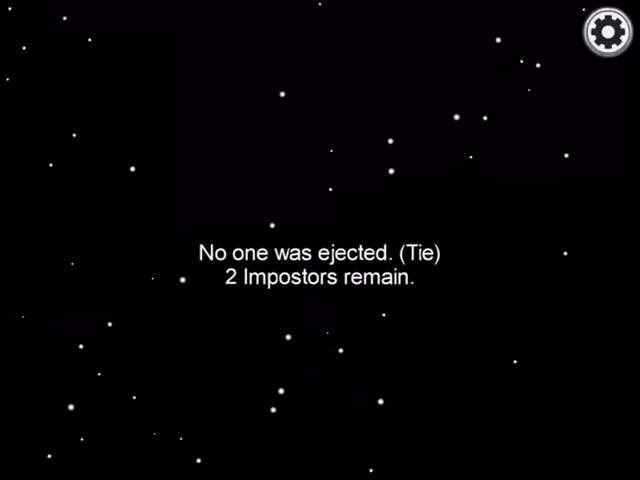 No one was ejected. (Tie)
2 Impostors remain.